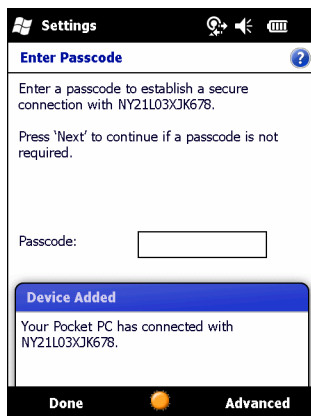 Settings
Enter Passcode
?
Enter a passcode to establish a secure
connection with NY21L03XJK678.
Press ‘Next’ to continue if a passcode is not
required.
Passcode:
Device Added
Your Pocket PC has connected with
NY21L03XJK678.
Done
Advanced